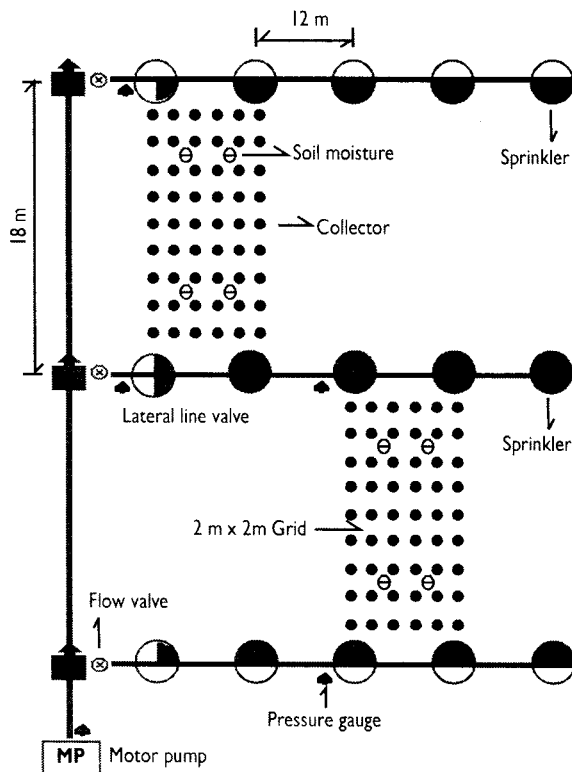 12 m
Soil moisture
Sprinkler
Collector
18 m
Lateral line valve
Sprinkler
2 m x 2m Grid
Flow valve
Pressure gauge
MP Motor pump